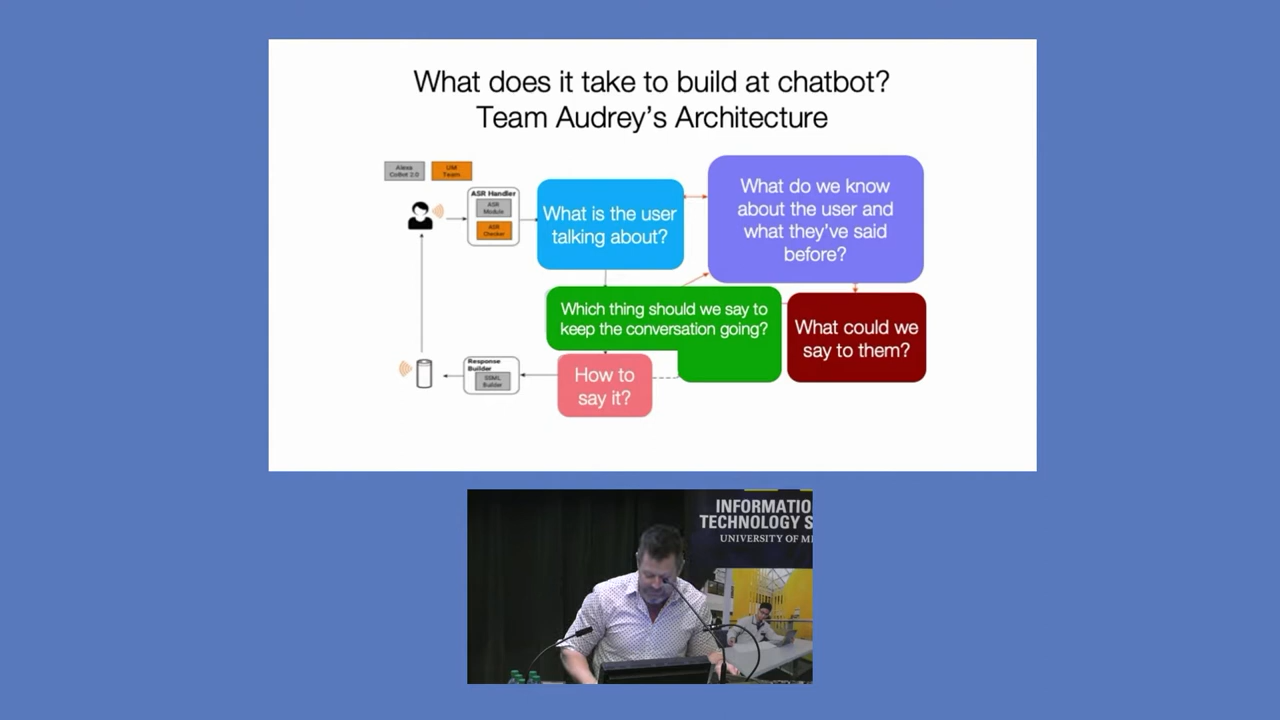 What does it take to build at chatbot?
Team Audrey's Architecture
Alexa
CoBot 2.0
UM
Team
ASR Handler
ASR
Module
ASR
Checker
What is the user
talking about?
What do we know
about the user and
what they've said
before?
Which thing should we say to
keep the conversation going?
What could we
say to them?
How to
say it?
Response
Builder
SSML
Builder
INFORMATIO
TECHNOLOGY S
UNIVERSITY OF MI